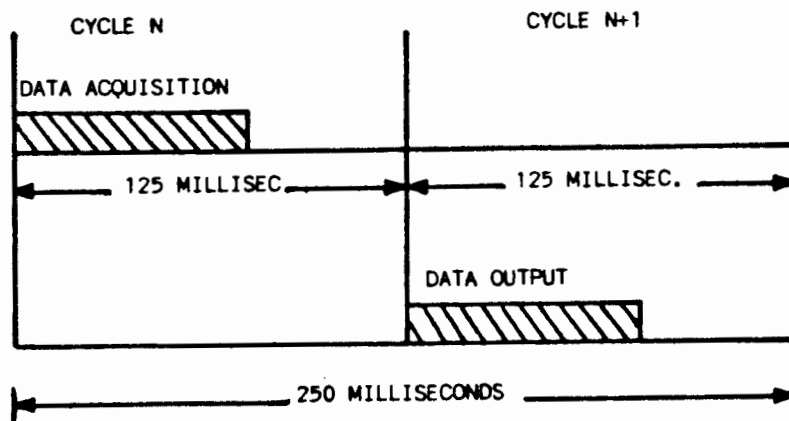 CYCLE N
CYCLE N+1
DATA ACQUISITION
125 MILLISEC.
125 MILLISEC.
DATA OUTPUT
250 MILLISECONDS